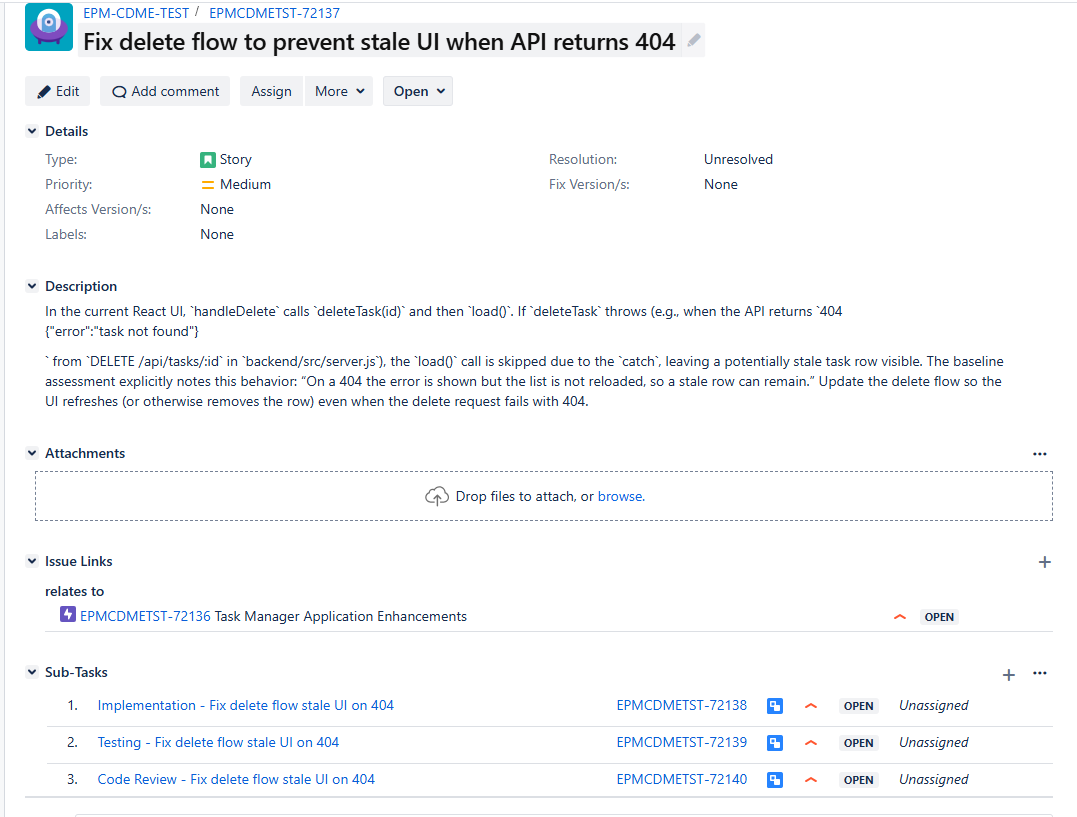 EPM-CDME-TEST / EPMCDMETST-72137
Fix delete flow to prevent stale UI when API returns 404
Edit Add comment Assign More Open
Details
Type: Story Resolution: Unresolved
Priority: Medium Fix Version/s: None
Affects Version/s: None
Labels: None
Description
In the current React UI, `handleDelete` calls `deleteTask(id)` and then `load()`. If `deleteTask` throws (e.g., when the API returns `404
{"error":"task not found"}
` from `DELETE /api/tasks/:id` in `backend/src/server.js`), the `load()` call is skipped due to the `catch`, leaving a potentially stale task row visible. The baseline
assessment explicitly notes this behavior: “On a 404 the error is shown but the list is not reloaded, so a stale row can remain.” Update the delete flow so the
UI refreshes (or otherwise removes the row) even when the delete request fails with 404.
Attachments
Drop files to attach, or browse.
Issue Links
relates to
EPMCDMETST-72136 Task Manager Application Enhancements OPEN
Sub-Tasks
1. Implementation - Fix delete flow stale UI on 404 EPMCDMETST-72138 OPEN Unassigned
2. Testing - Fix delete flow stale UI on 404 EPMCDMETST-72139 OPEN Unassigned
3. Code Review - Fix delete flow stale UI on 404 EPMCDMETST-72140 OPEN Unassigned